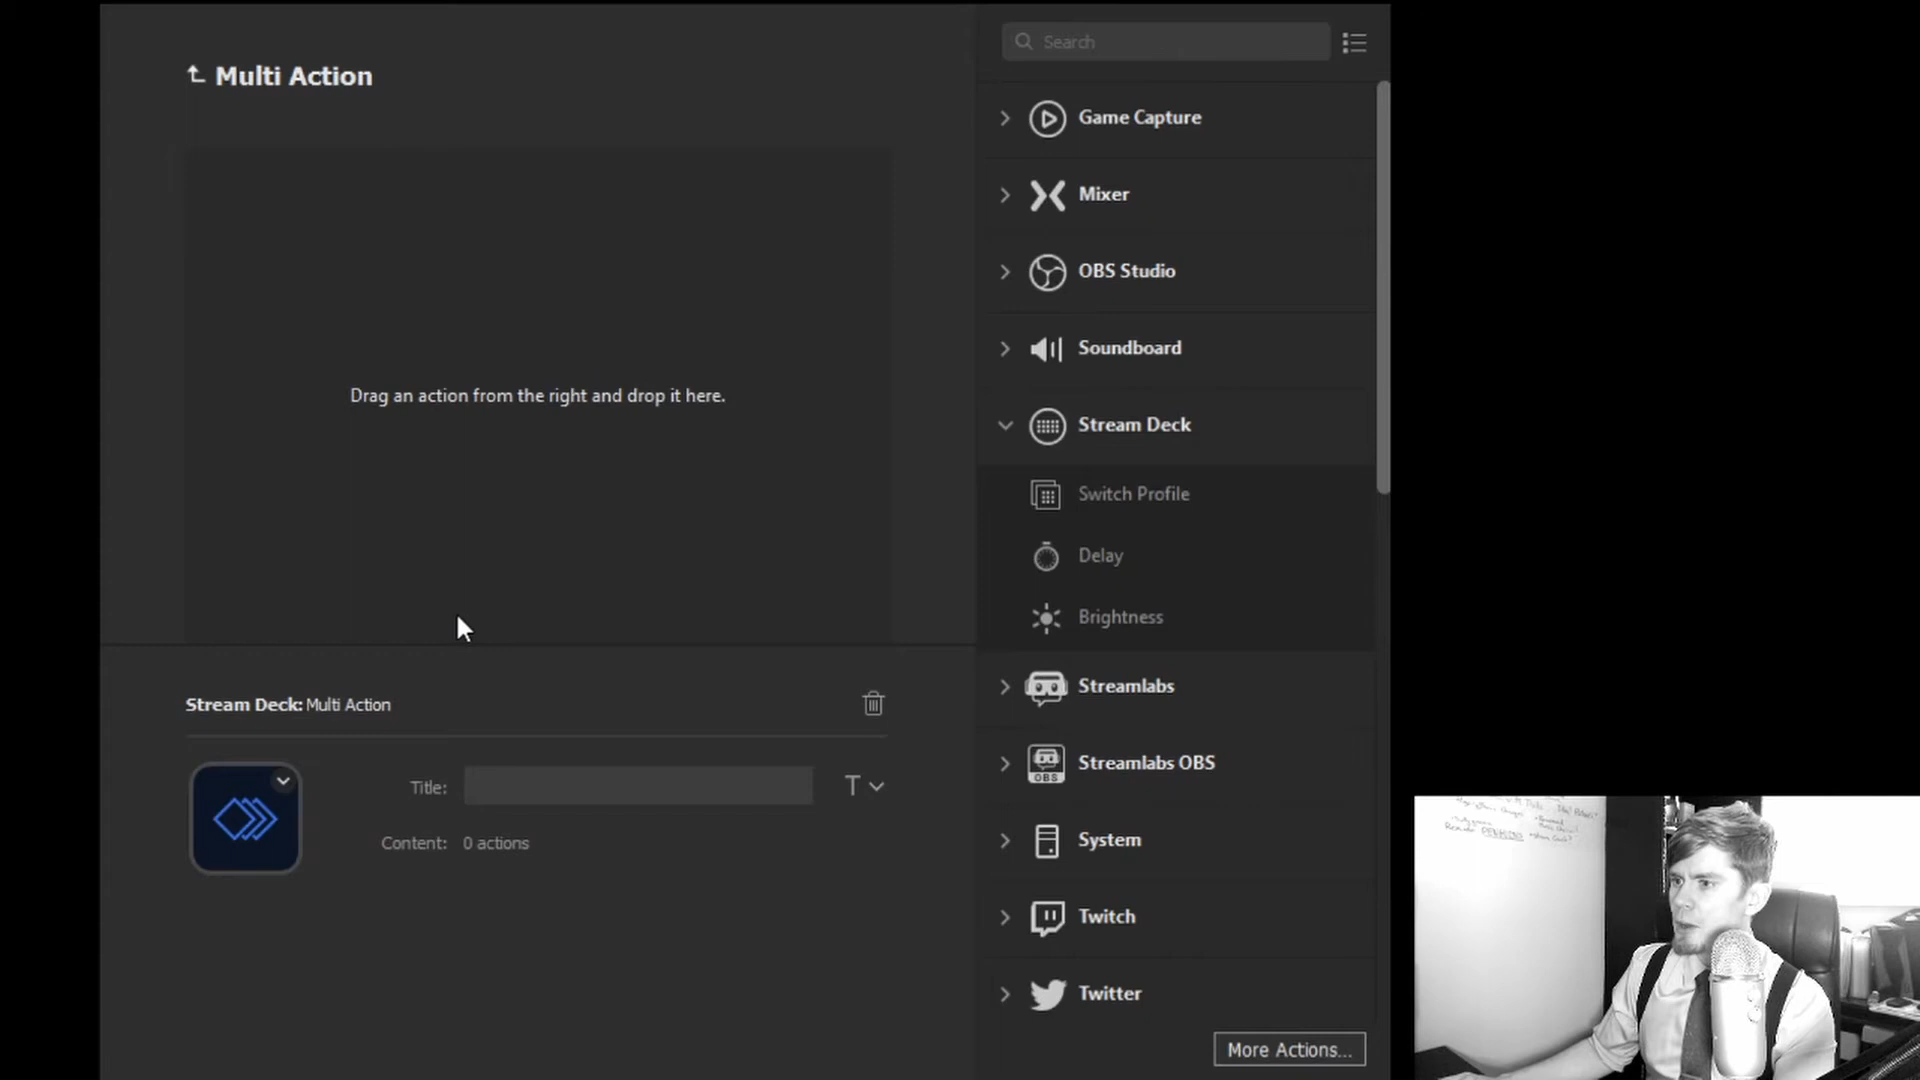 Multi Action
Drag an action from the right and drop it here.
Stream Deck: Multi Action
Title:
T
Content: 0 actions
Search
Game Capture
Mixer
OBS Studio
Soundboard
Stream Deck
Switch Profile
Delay
Brightness
Streamlabs
OBS
Streamlabs OBS
System
Twitch
Twitter
More Actions...